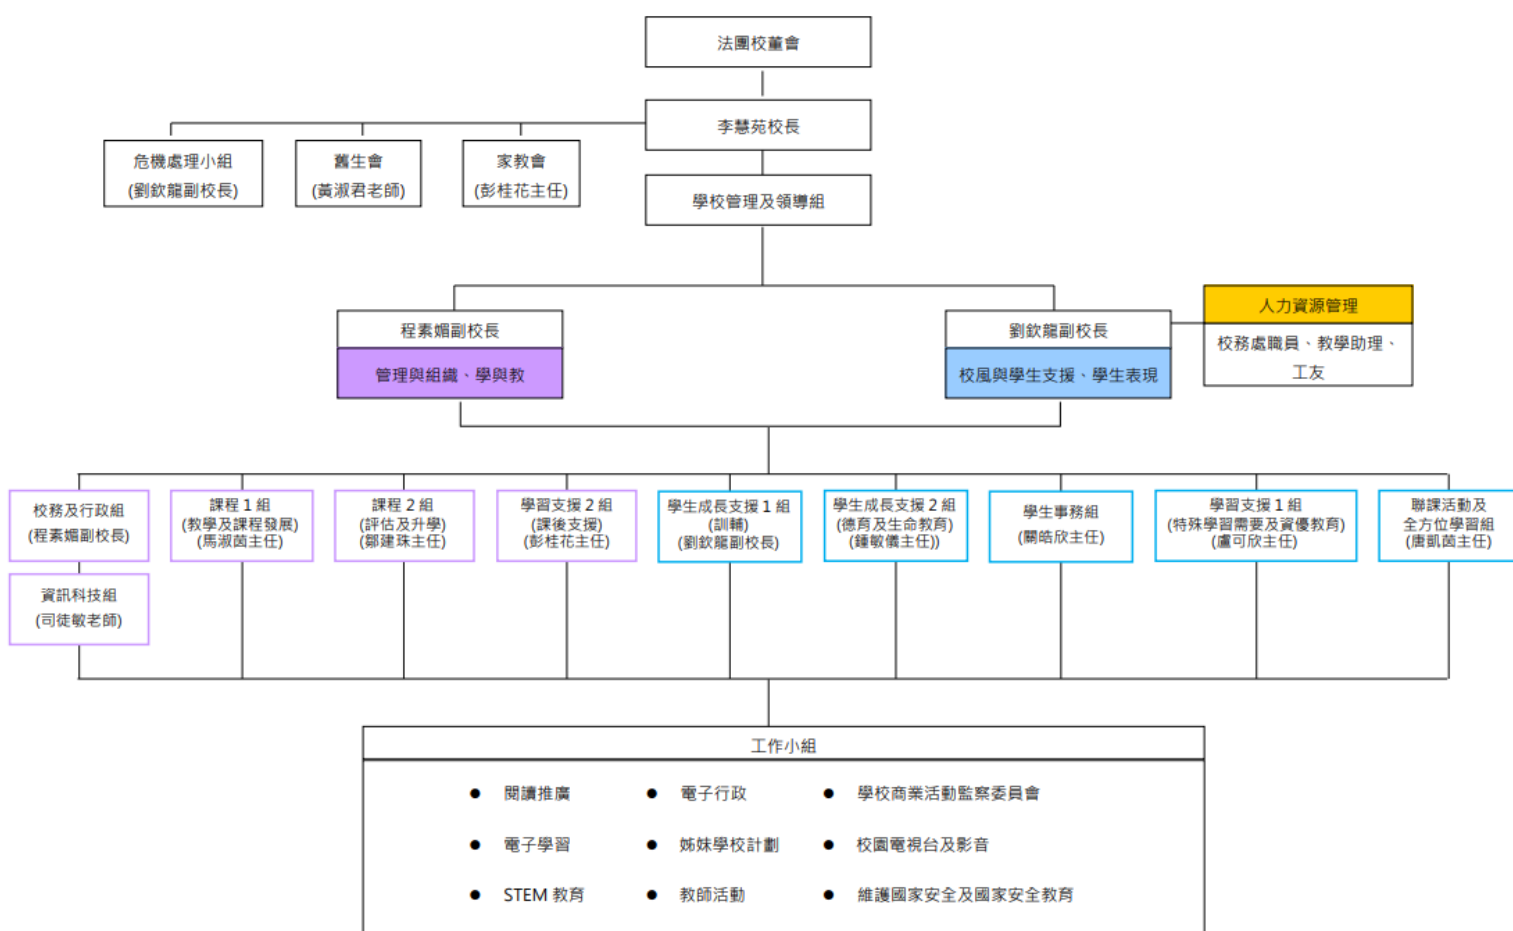 法團校董會
李慧苑校長
危機處理小組
(劉欽龍副校長)
舊生會
(黃淑君老師)
家教會
(彭桂花主任)
學校管理及領導組
程素媚副校長
管理與組織、學與教
劉欽龍副校長
校風與學生支援、學生表現
人力資源管理
校務處職員、教學助理、
工友
校務及行政組
(程素媚副校長)
課程 1 組
(教學及課程發展)
(馬淑茵主任)
課程 2 組
(評估及升學)
(鄒建珠主任)
學習支援 2 組
(課後支援)
(彭桂花主任)
學生成長支援 1 組
(訓輔)
(劉欽龍副校長)
學生成長支援 2 組
(德育及生命教育)
(鍾敏儀主任))
學生事務組
(關皓欣主任)
學習支援 1 組
(特殊學習需要及資優教育)
(盧可欣主任)
聯課活動及
全方位學習組
(唐凱茵主任)
資訊科技組
(司徒敏老師)
工作小組
● 閱讀推廣 ● 電子行政 ● 學校商業活動監察委員會
● 電子學習 ● 姊妹學校計劃 ● 校園電視台及影音
● STEM 教育 ● 教師活動 ● 維護國家安全及國家安全教育